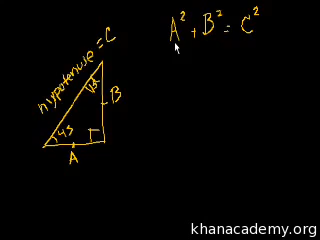 A² + B² = C²
hypotenuse = C
45
B
45
A
khanacademy.org